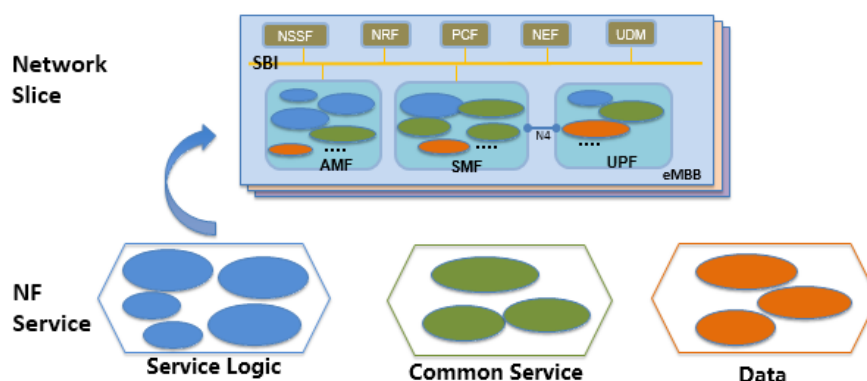 NSSF NRF PCF NEF UDM
SBI
Network
Slice
N4
....
AMF
....
SMF
....
UPF
eMBB
NF
Service
Service Logic
Common Service
Data